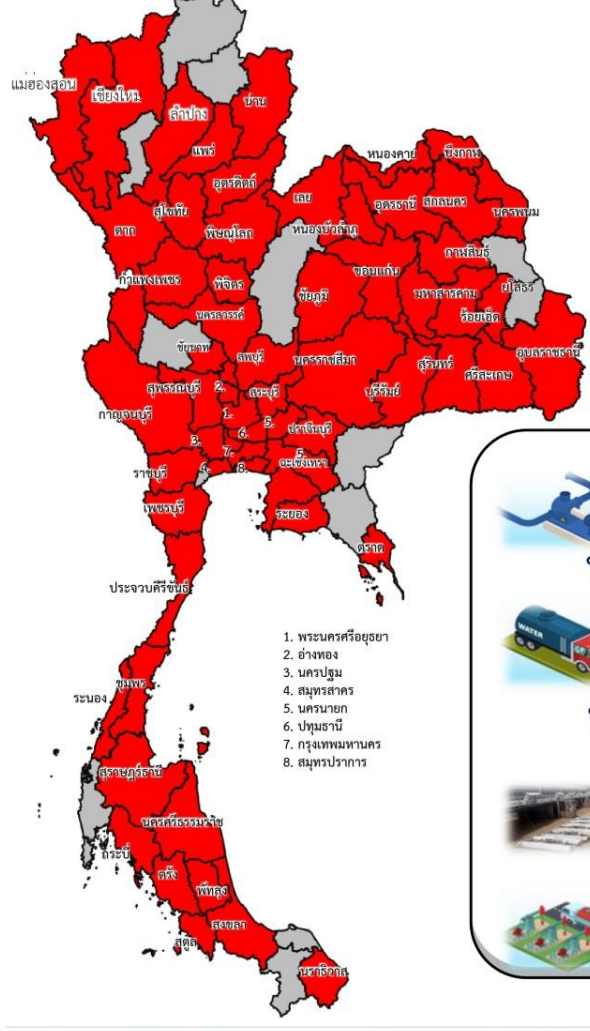 แม่ฮ่องสอน
เชียงใหม่
ลำปาง
น่าน
แพร่
อุตรดิตถ์
สุโขทัย
ตาก
พิษณุโลก
กำแพงเพชร
พิจิตร
นครสวรรค์
เลย
หนองคาย
บึงกาฬ
หนองบัวลำภู
อุดรธานี
สกลนคร
นครพนม
กาฬสินธุ์
ขอนแก่น
ชัยภูมิ
มหาสารคาม
ยโสธร
ร้อยเอ็ด
อุบลราชธานี
ชัยนาท
ลพบุรี
นครราชสีมา
บุรีรัมย์
สุรินทร์
ศรีสะเกษ
สุพรรณบุรี
2.
สระบุรี
กาญจนบุรี
1.
5.
ปราจีนบุรี
3.
6.
7.
5.
ฉะเชิงเทรา
ราชบุรี
4.
8.
เพชรบุรี
ระยอง
ตราด
ประจวบคีรีขันธ์
WATER
1. พระนครศรีอยุธยา
2. อ่างทอง
3. นครปฐม
4. สมุทรสาคร
5. นครนายก
6. ปทุมธานี
7. กรุงเทพมหานคร
8. สมุทรปราการ
ระนอง
ชุมพร
สุราษฎร์ธานี
นครศรีธรรมราช
กระบี่
ตรัง
พัทลุง
สงขลา
สตูล
นราธิวาส